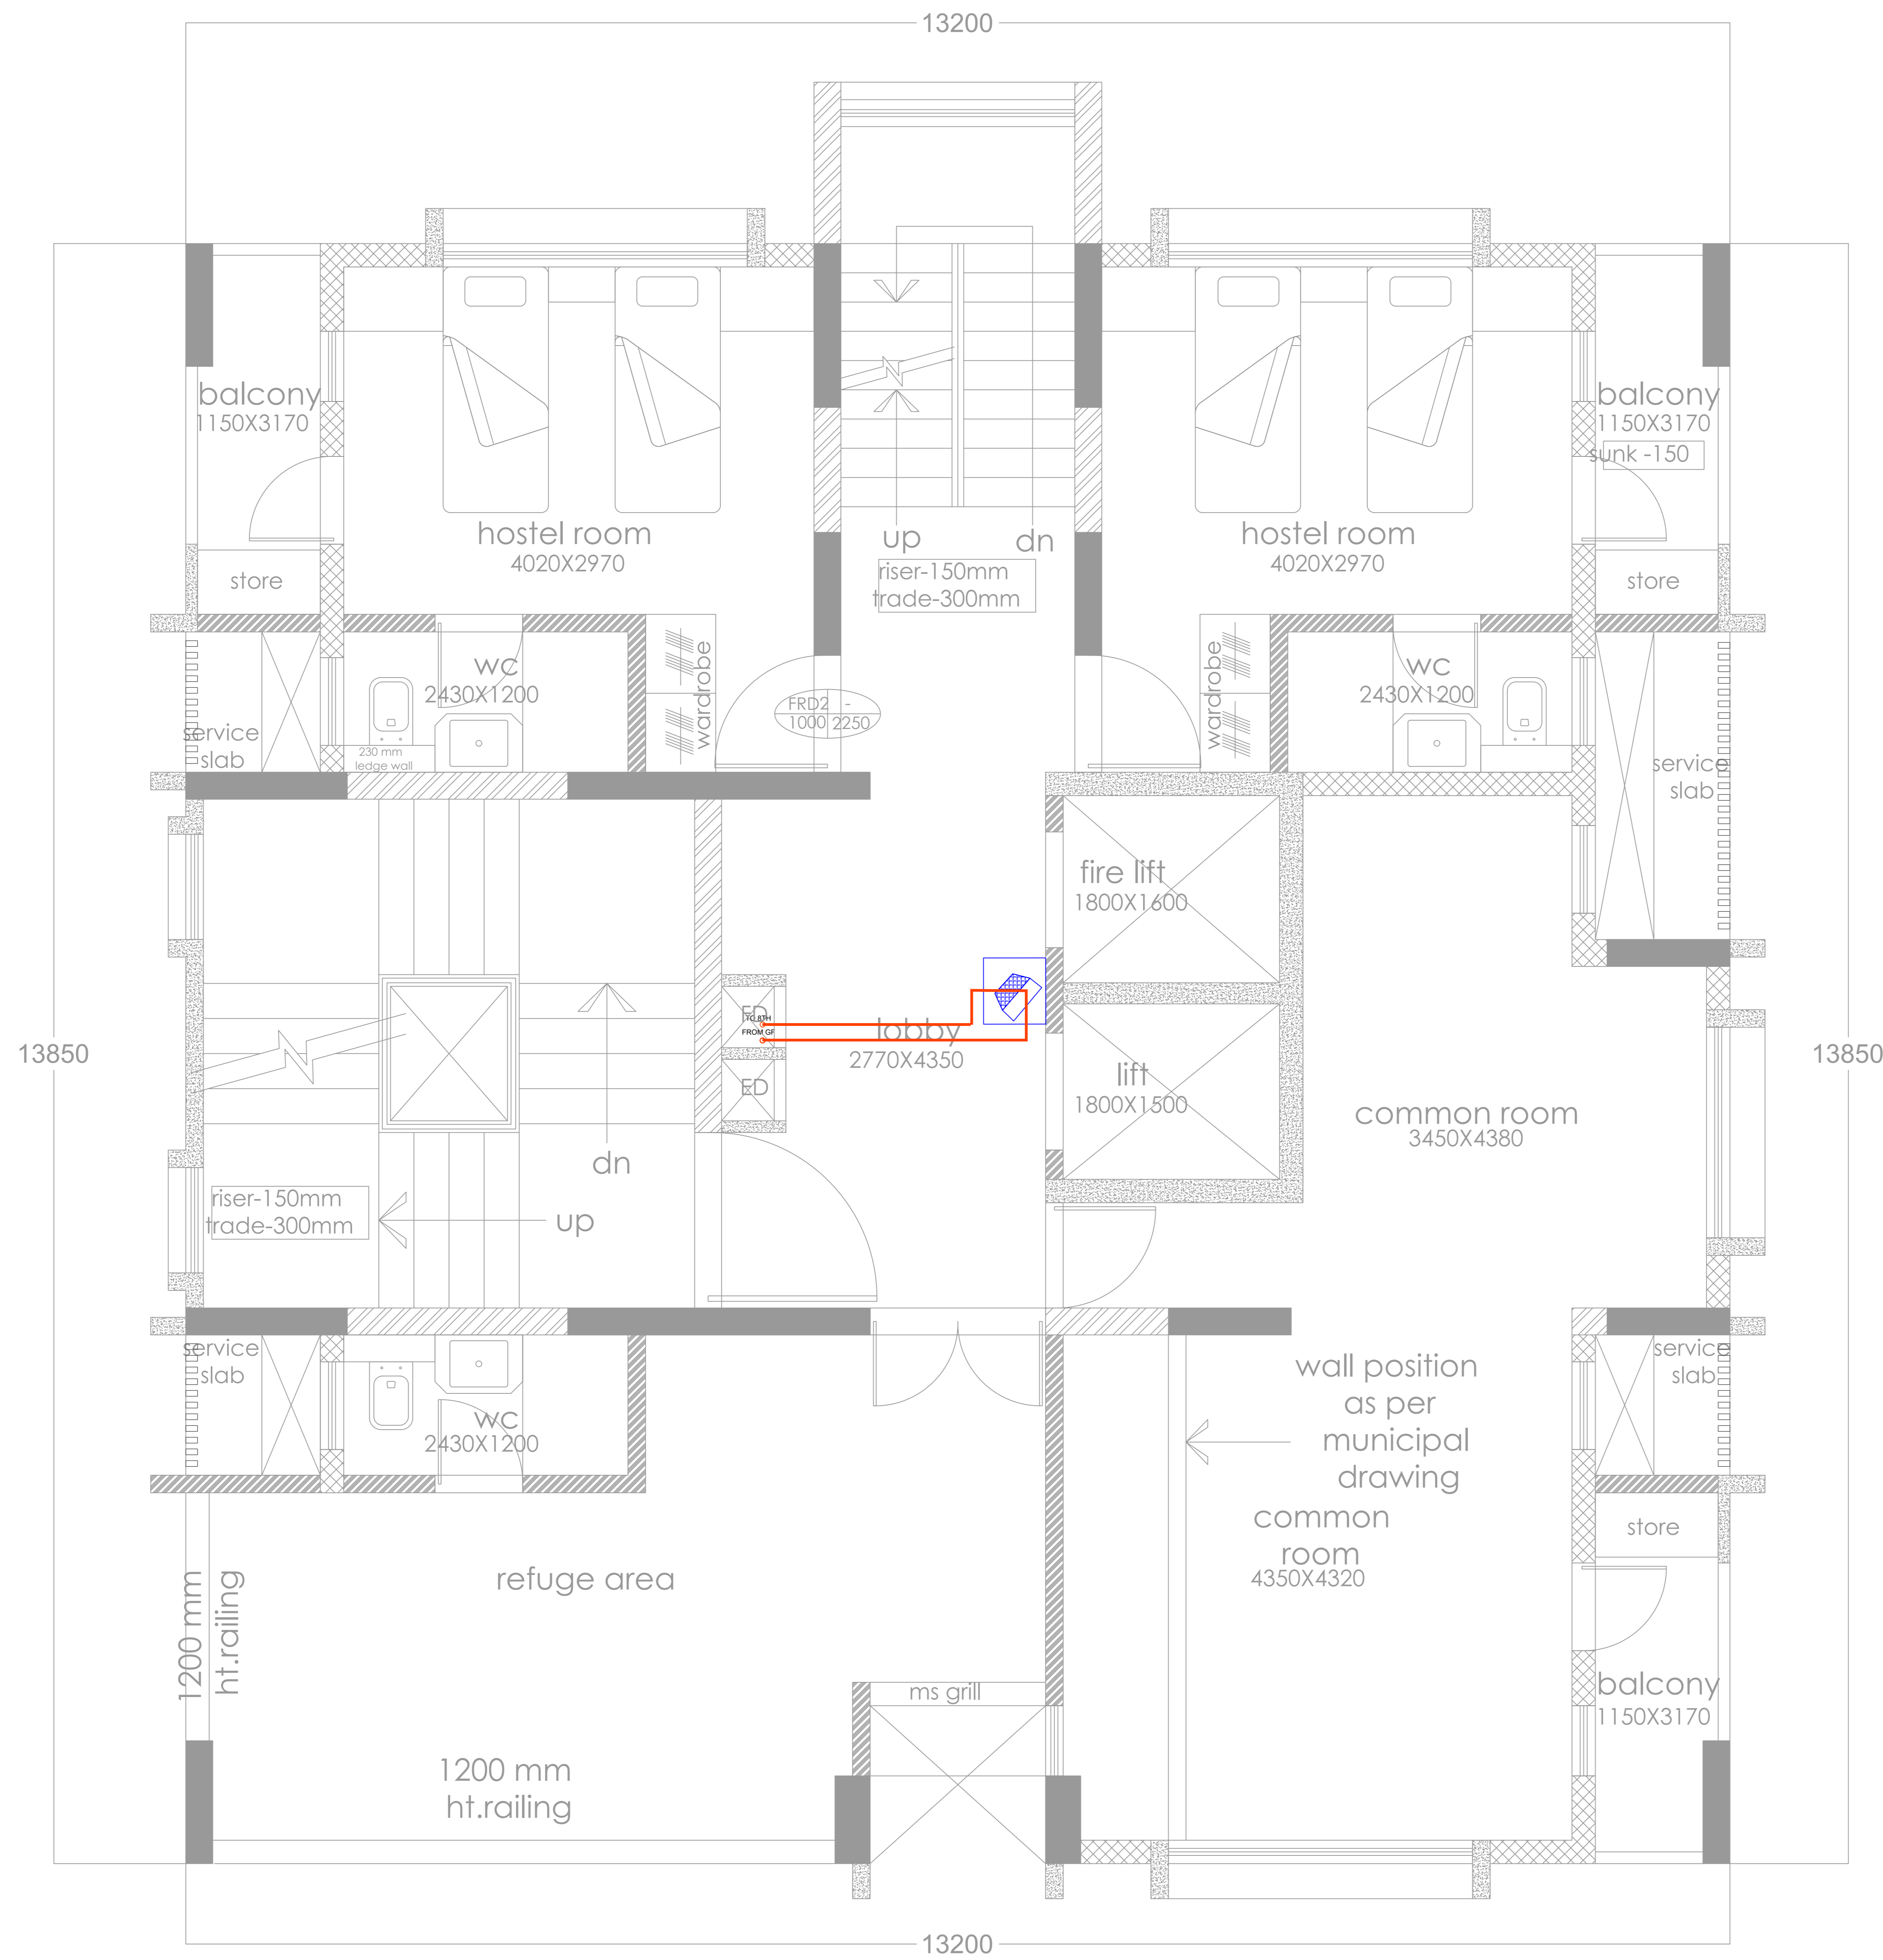 13200
balcony
1150X3170
balcony
1150X3170
sunk -150
hostel room
4020X2970
up
dn
hostel room
4020X2970
riser-150mm
trade-300mm
store
store
wc
2430X1200
wardrobe
wardrobe
wc
2430X1200
FRD2 -
1000 2250
service
slab
230 mm
ledge wall
service
slab
fire lift
1800X1600
FD
TO 8TH
FROM GF
lobby
2770X4350
13850
13850
ED
lift
1800X1500
common room
3450X4380
dn
riser-150mm
trade-300mm
up
service
slab
wc
2430X1200
wall position
as per
municipal
drawing
service
slab
common
room
4350X4320
store
refuge area
1200 mm
ht.railing
ms grill
balcony
1150X3170
1200 mm
ht.railing
13200